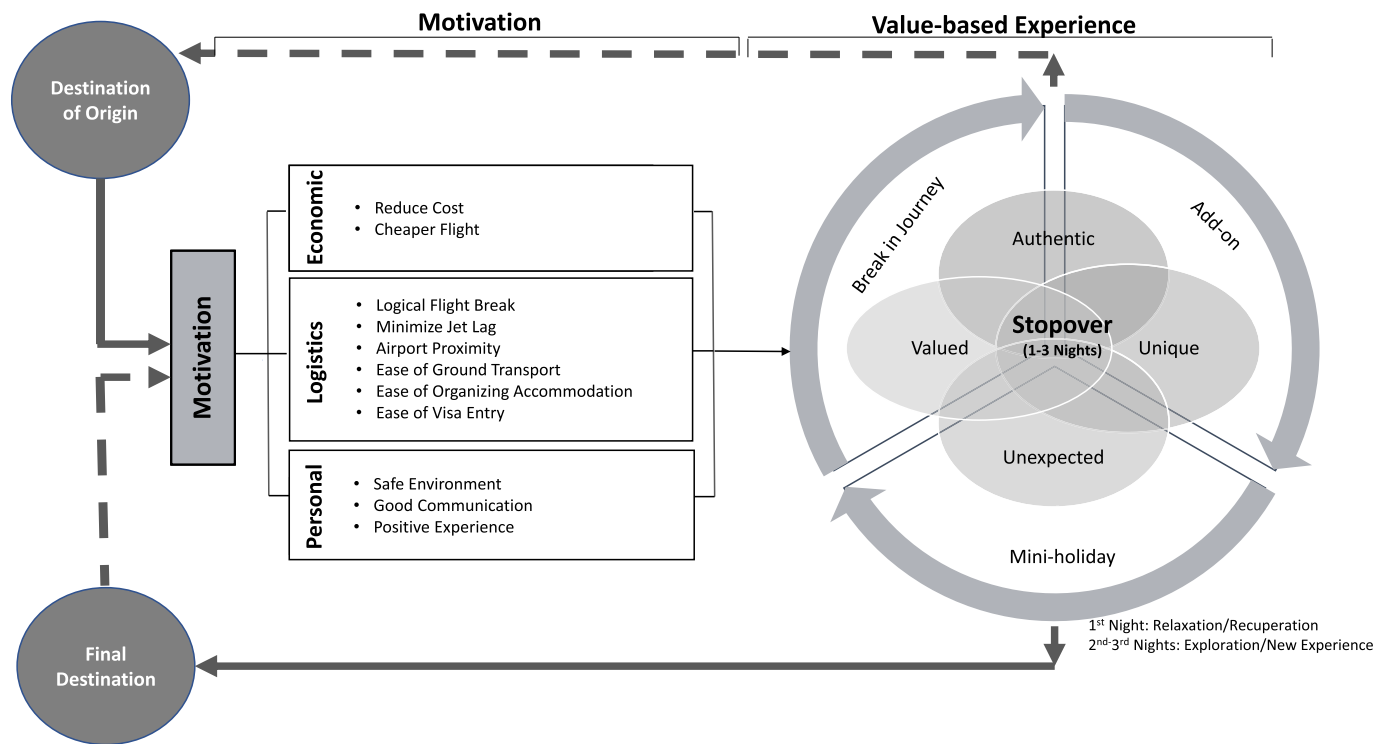 Motivation
Value-based Experience
Destination
of Origin
Motivation
Economic
• Reduce Cost
• Cheaper Flight
Logistics
• Logical Flight Break
• Minimize Jet Lag
• Airport Proximity
• Ease of Ground Transport
• Ease of Organizing Accommodation
• Ease of Visa Entry
Personal
• Safe Environment
• Good Communication
• Positive Experience
Break in Journey
Add-on
Authentic
Stopover
(1-3 Nights)
Valued
Unique
Unexpected
Mini-holiday
1st Night: Relaxation/Recuperation
2nd-3rd Nights: Exploration/New Experience
Final
Destination